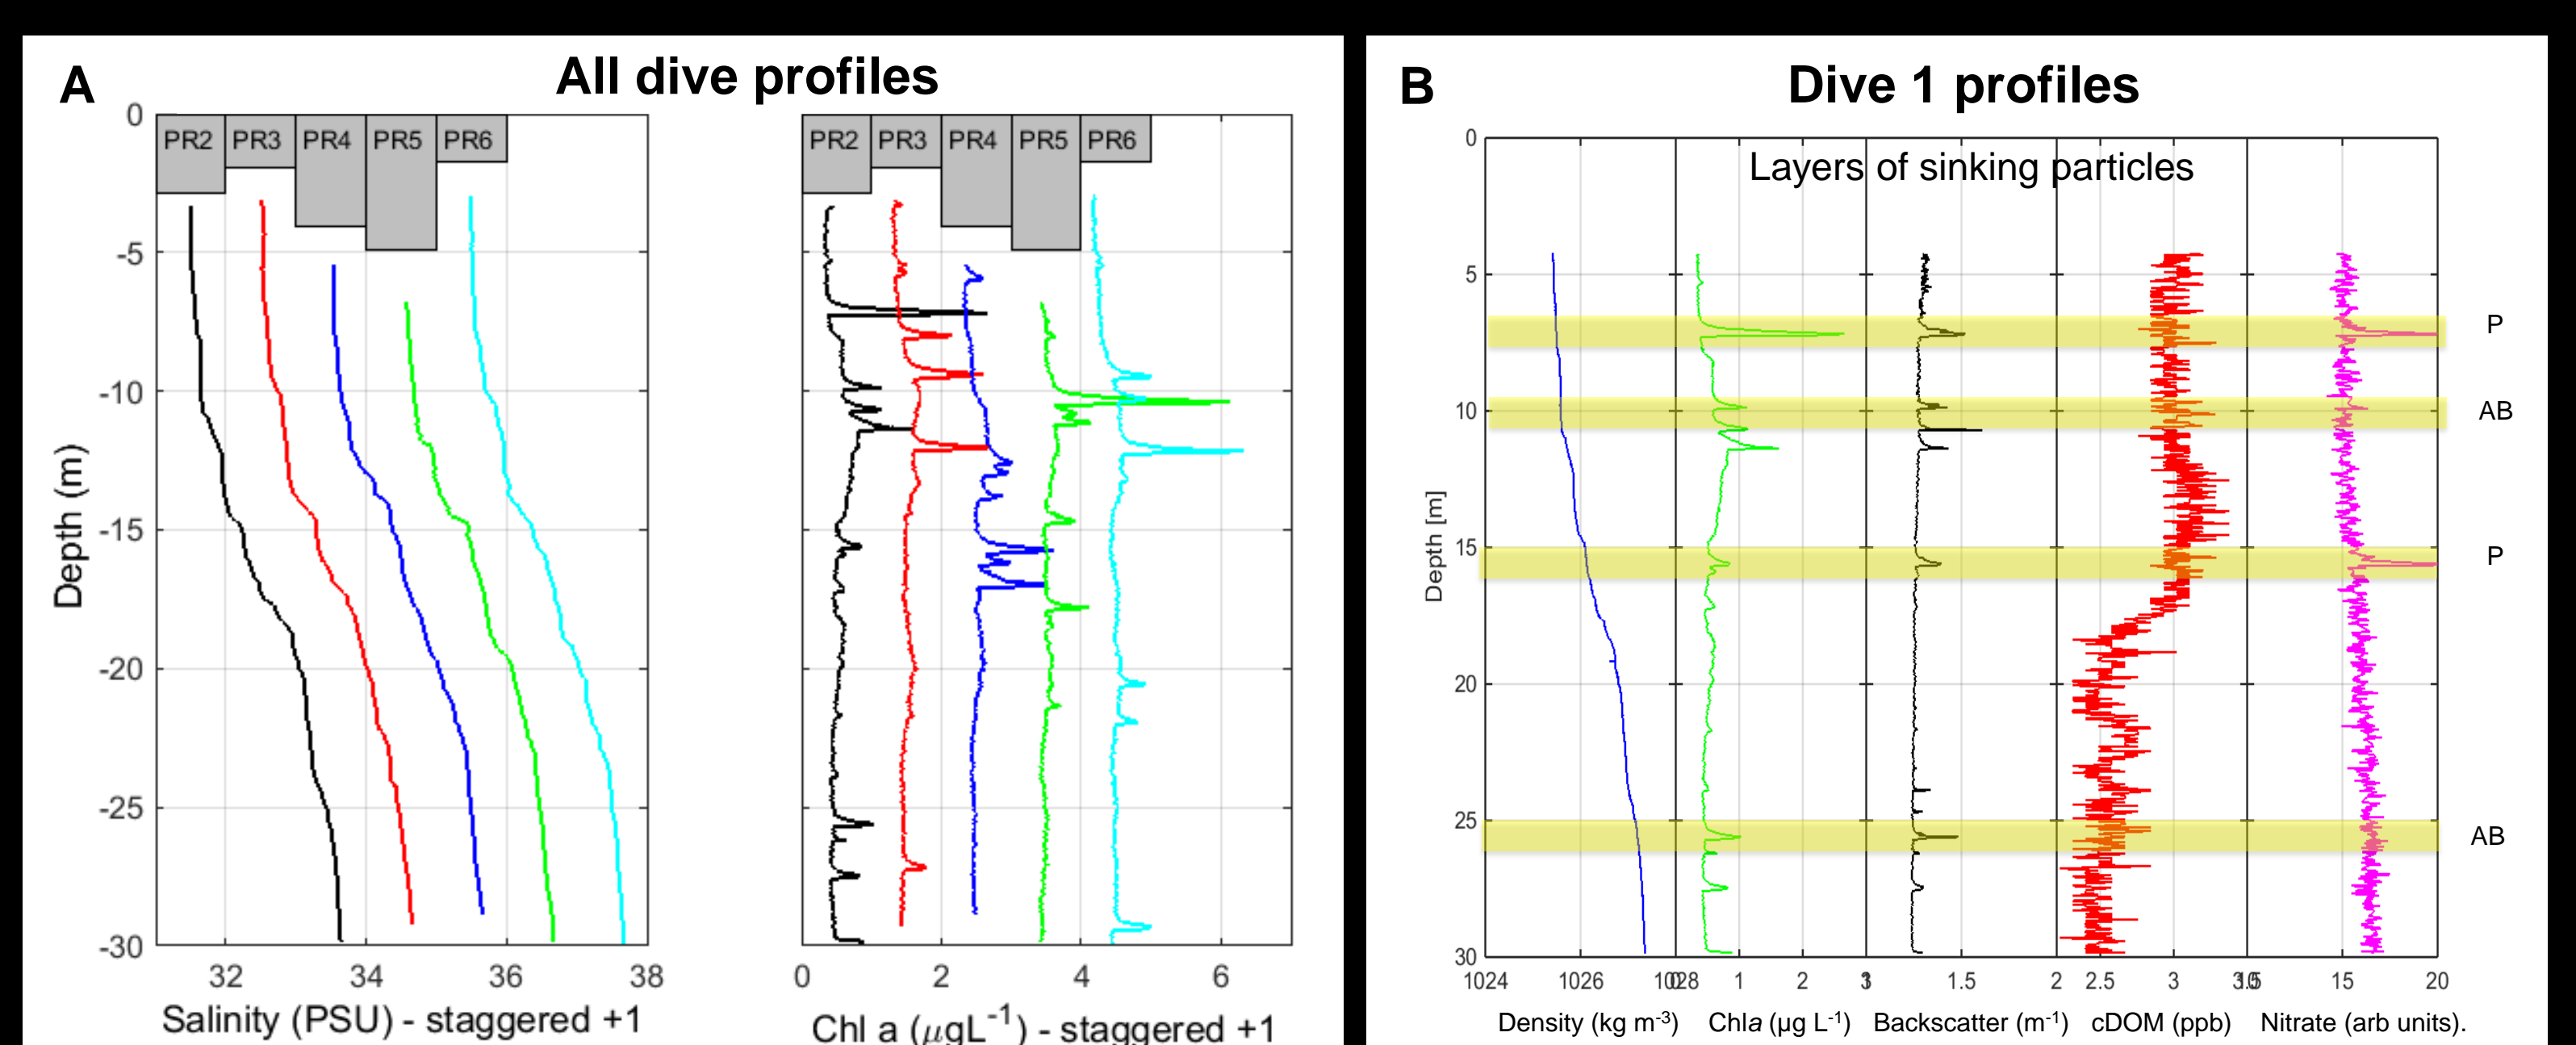 A
All dive profiles
0
-5
-10
-15
-20
-25
-30
Depth (m)
PR2 PR3 PR4 PR5 PR6
32 34 36 38
Salinity (PSU) - staggered +1
PR2 PR3 PR4 PR5 PR6
0 2 4 6
Chl a (μgL⁻¹) - staggered +1
B
Dive 1 profiles
Layers of sinking particles
0
5
10
15
20
25
30
Depth [m]
P
AB
P
AB
1024 1026 1 2 1.5 2 2.5 3 15 20
Density (kg m⁻³) Chla (μg L⁻¹) Backscatter (m⁻¹) cDOM (ppb) Nitrate (arb units).